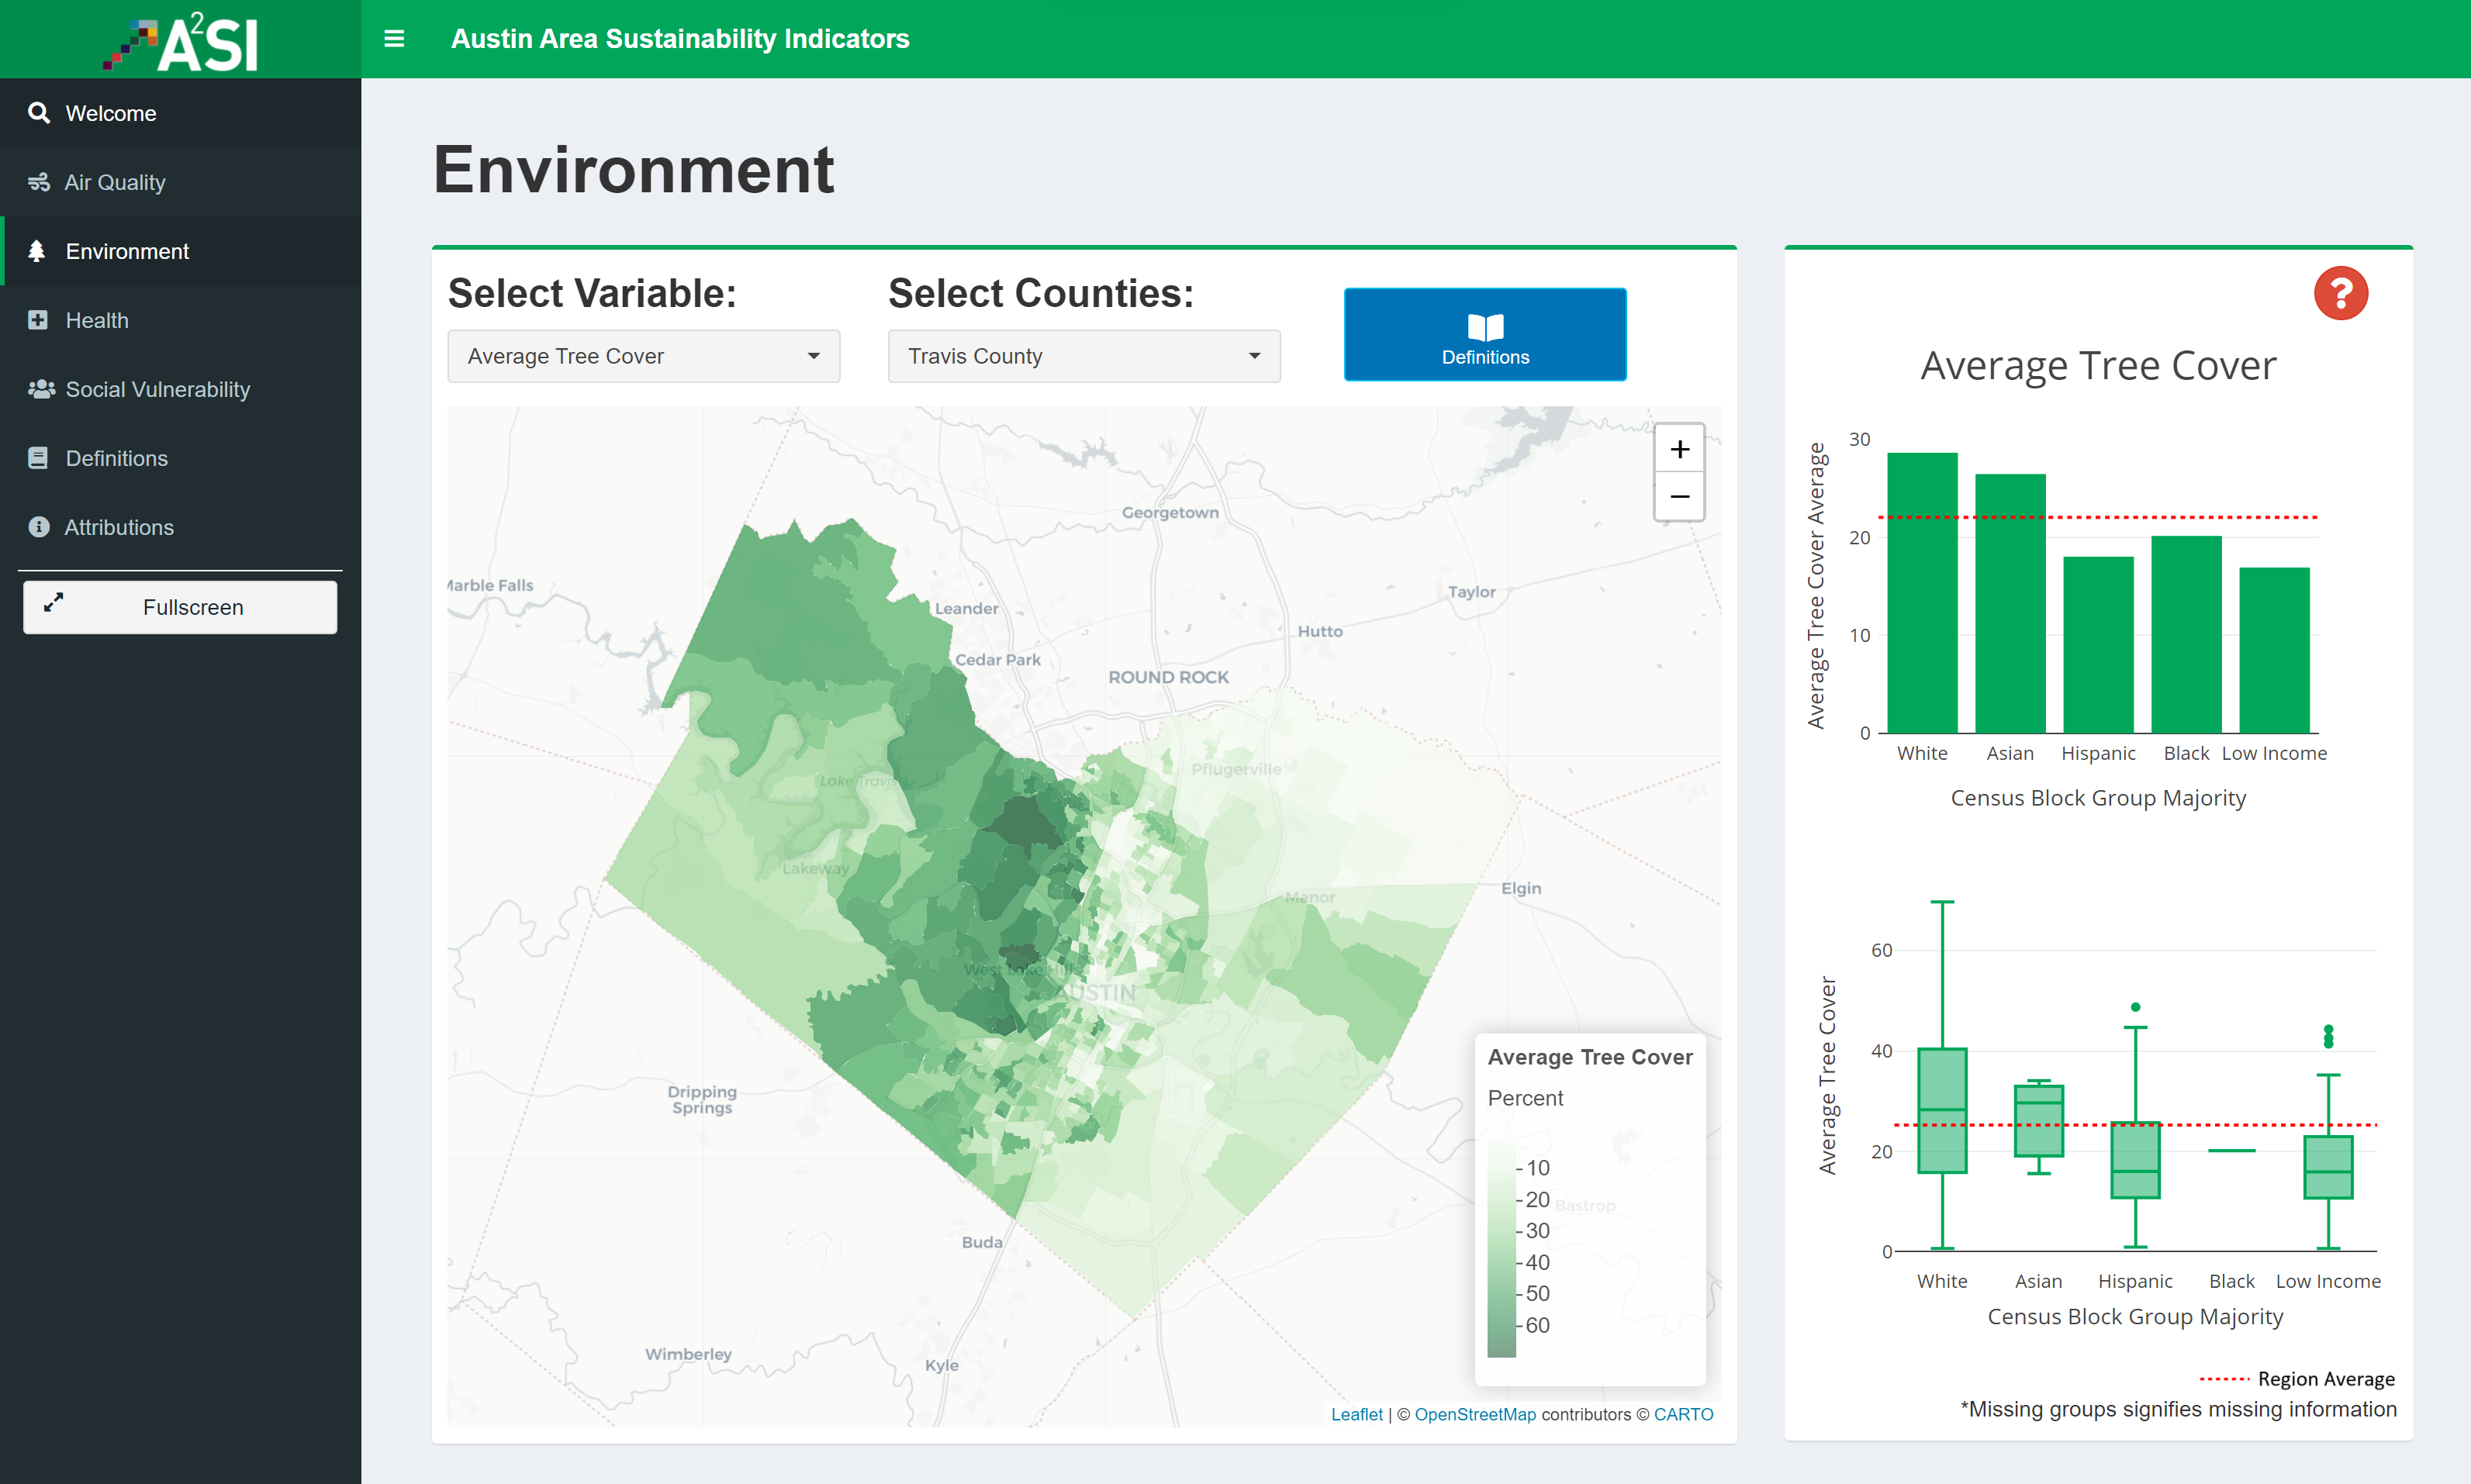 A²SI
Austin Area Sustainability Indicators
Welcome
Air Quality
Environment
Health
Social Vulnerability
Definitions
Attributions
Fullscreen
Environment
Select Variable:
Average Tree Cover
Select Counties:
Travis County
Definitions
+
−
Georgetown
Marble Falls
Leander
Taylor
Hutto
Cedar Park
ROUND ROCK
Pflugerville
Lake Travis
Lakeway
Elgin
Manor
West Lake Hills
AUSTIN
Dripping
Springs
Bastrop
Buda
Wimberley
Kyle
Average Tree Cover
Percent
10
20
30
40
50
60
Leaflet | © OpenStreetMap contributors © CARTO
?
Average Tree Cover
Average Tree Cover Average
30
20
10
0
White Asian Hispanic Black Low Income
Census Block Group Majority
Average Tree Cover
60
40
20
0
White Asian Hispanic Black Low Income
Census Block Group Majority
Region Average
*Missing groups signifies missing information